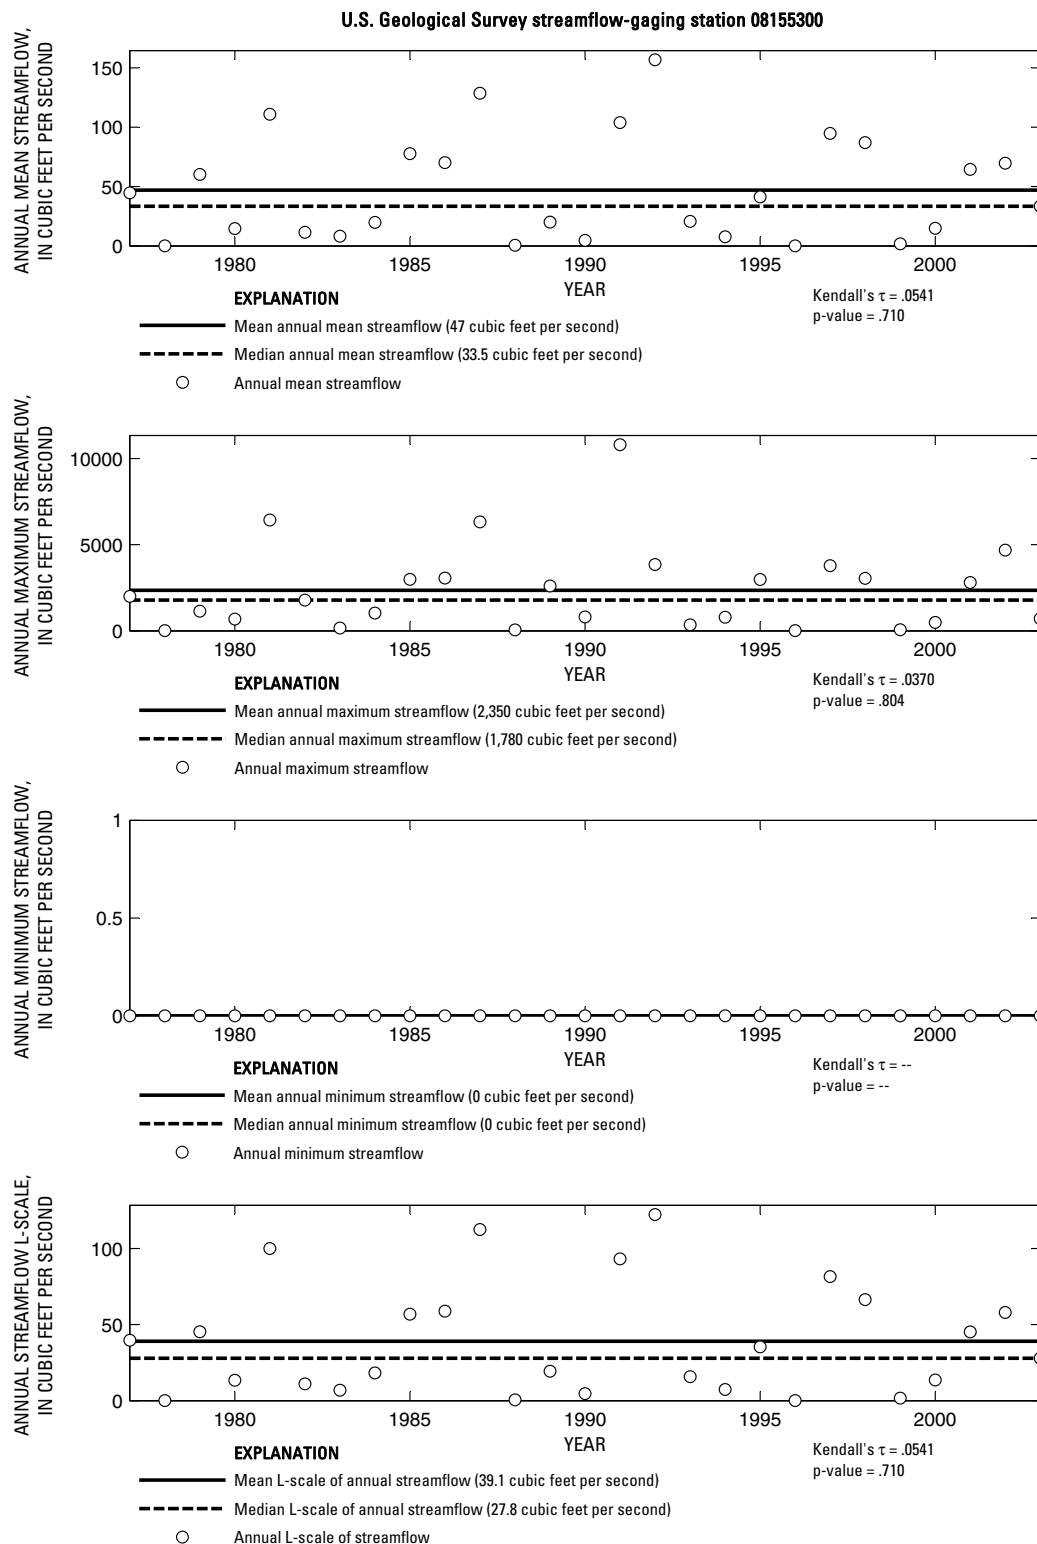 U.S. Geological Survey streamflow-gaging station 08155300
ANNUAL MEAN STREAMFLOW,
IN CUBIC FEET PER SECOND
150
100
50
0
1980 1985 1990 1995 2000
YEAR
Kendall's τ = .0541
p-value = .710
EXPLANATION
Mean annual mean streamflow (47 cubic feet per second)
Median annual mean streamflow (33.5 cubic feet per second)
Annual mean streamflow
ANNUAL MAXIMUM STREAMFLOW,
IN CUBIC FEET PER SECOND
10000
5000
0
1980 1985 1990 1995 2000
YEAR
Kendall's τ = .0370
p-value = .804
EXPLANATION
Mean annual maximum streamflow (2,350 cubic feet per second)
Median annual maximum streamflow (1,780 cubic feet per second)
Annual maximum streamflow
ANNUAL MINIMUM STREAMFLOW,
IN CUBIC FEET PER SECOND
1
0.5
0
1980 1985 1990 1995 2000
YEAR
Kendall's τ = --
p-value = --
EXPLANATION
Mean annual minimum streamflow (0 cubic feet per second)
Median annual minimum streamflow (0 cubic feet per second)
Annual minimum streamflow
ANNUAL STREAMFLOW L-SCALE,
IN CUBIC FEET PER SECOND
100
50
0
1980 1985 1990 1995 2000
YEAR
Kendall's τ = .0541
p-value = .710
EXPLANATION
Mean L-scale of annual streamflow (39.1 cubic feet per second)
Median L-scale of annual streamflow (27.8 cubic feet per second)
Annual L-scale of streamflow